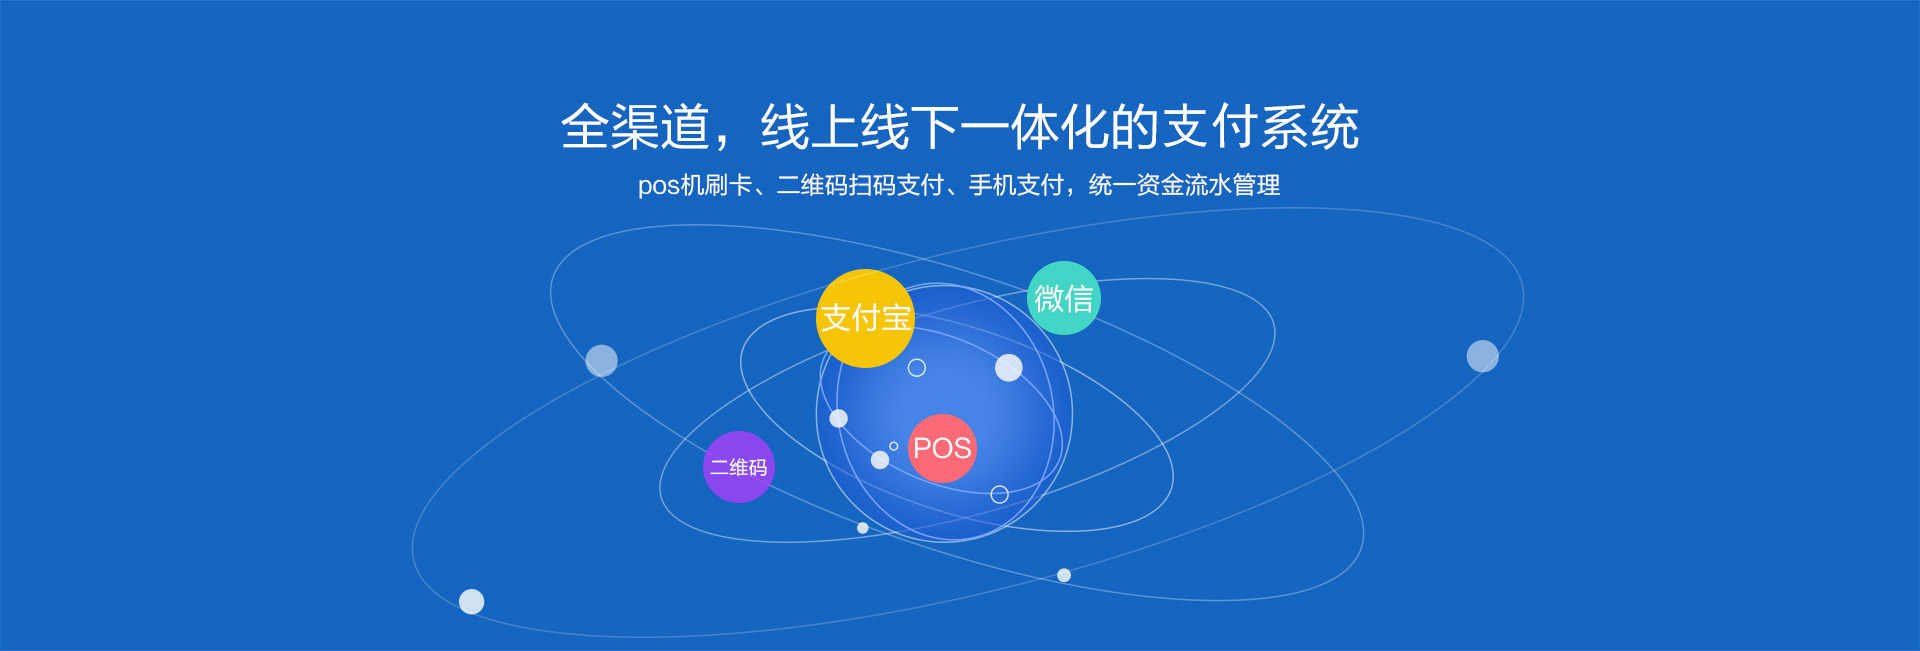 全渠道，线上线下一体化的支付系统
pos机刷卡、二维码扫码支付、手机支付，统一资金流水管理
支付宝
微信
POS
二维码